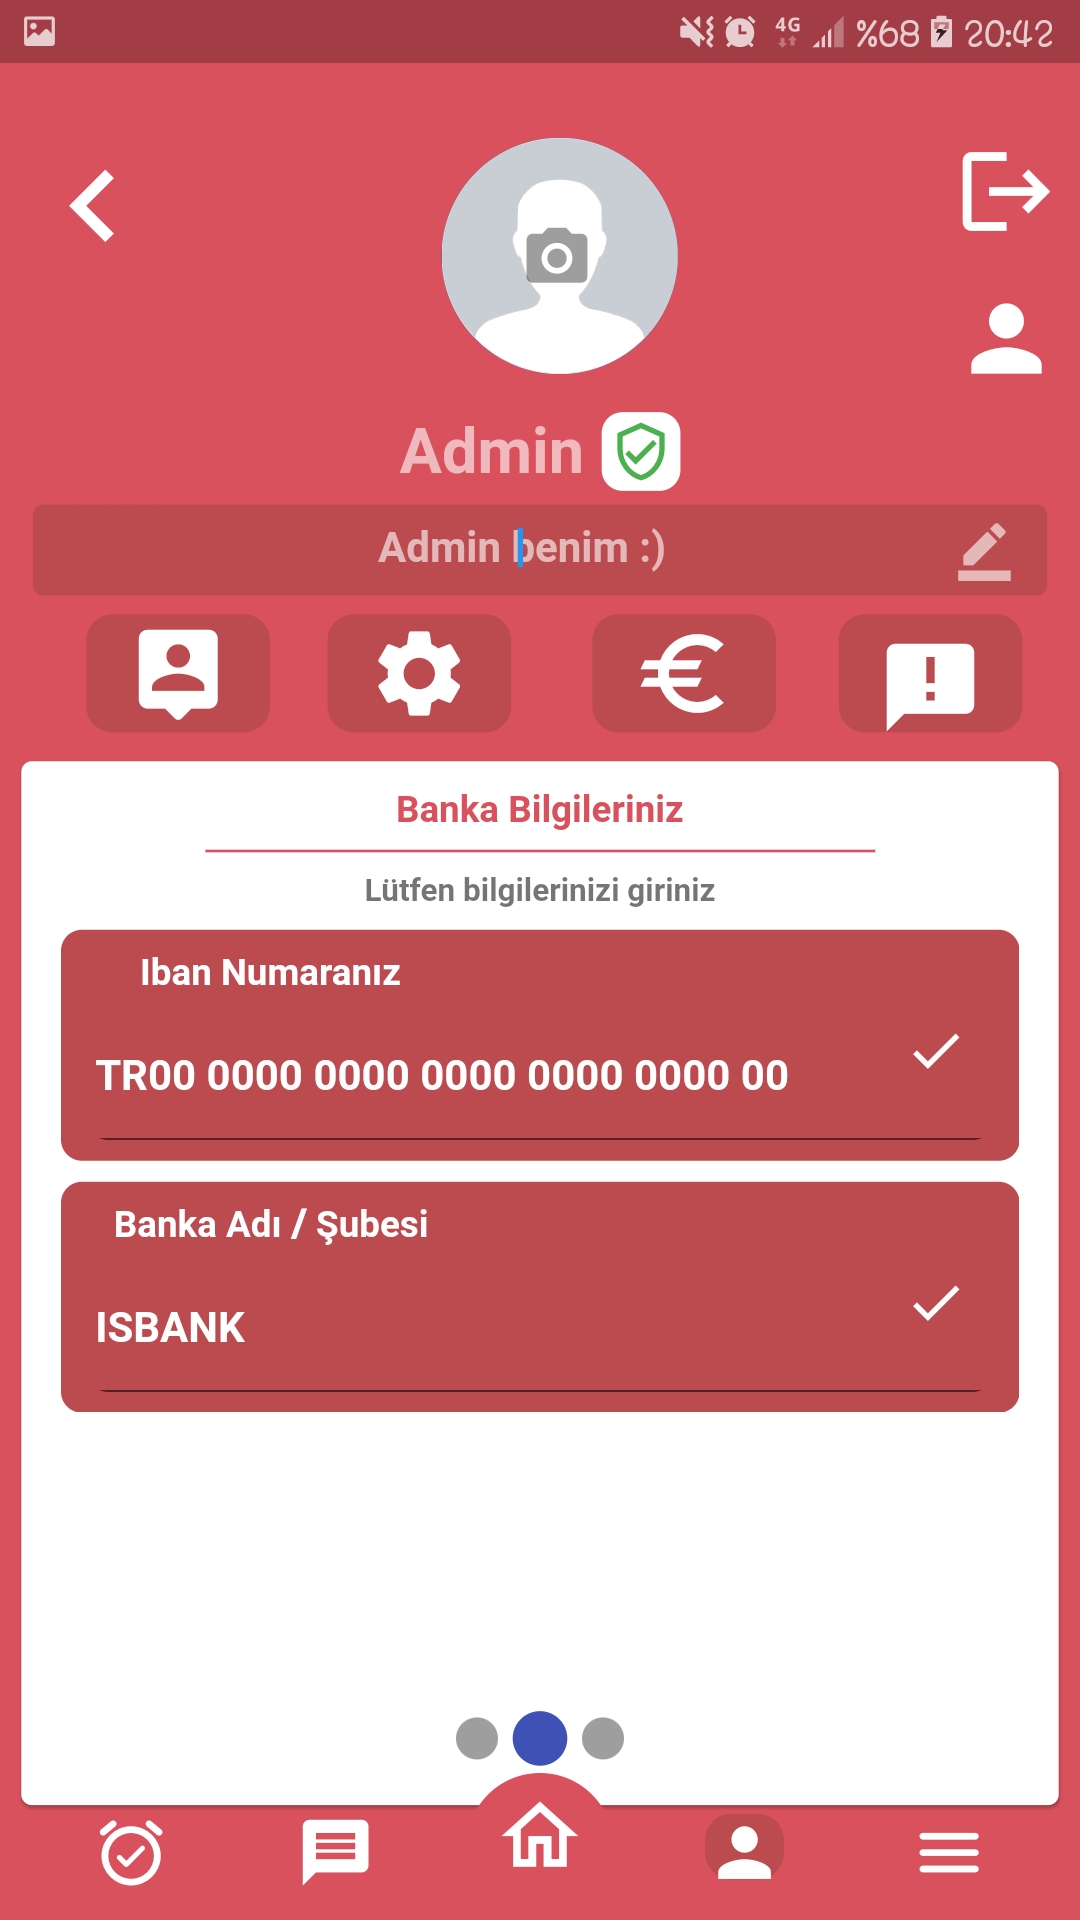 4G %68 20:42
Admin
Admin benim :)
Banka Bilgileriniz
Lütfen bilgilerinizi giriniz
Iban Numaranız
TR00 0000 0000 0000 0000 0000 00
Banka Adı / Şubesi
ISBANK